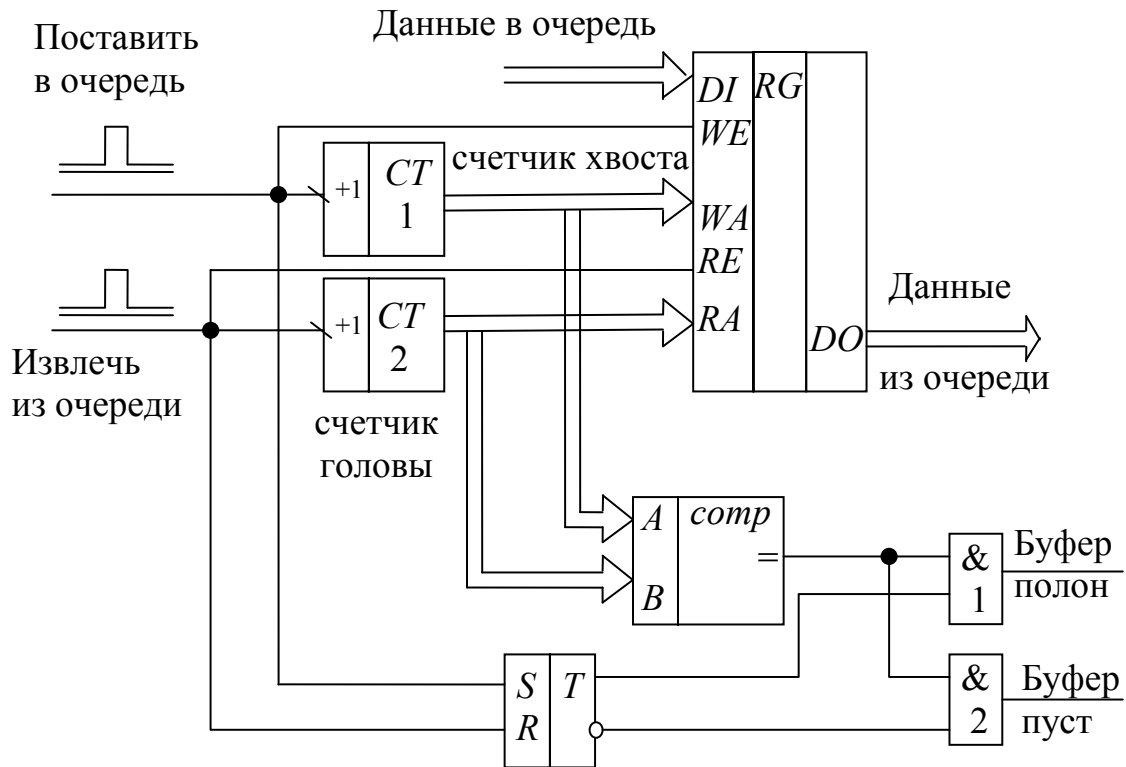 Поставить
в очередь
Данные в очередь
DI
RG
WE
+1
CT
1
счетчик хвоста
WA
RE
+1
CT
2
RA
DO
Данные
из очереди
Извлечь
из очереди
счетчик
головы
A
comp
=
B
&
1
Буфер
полон
S
T
R
&
2
Буфер
пуст